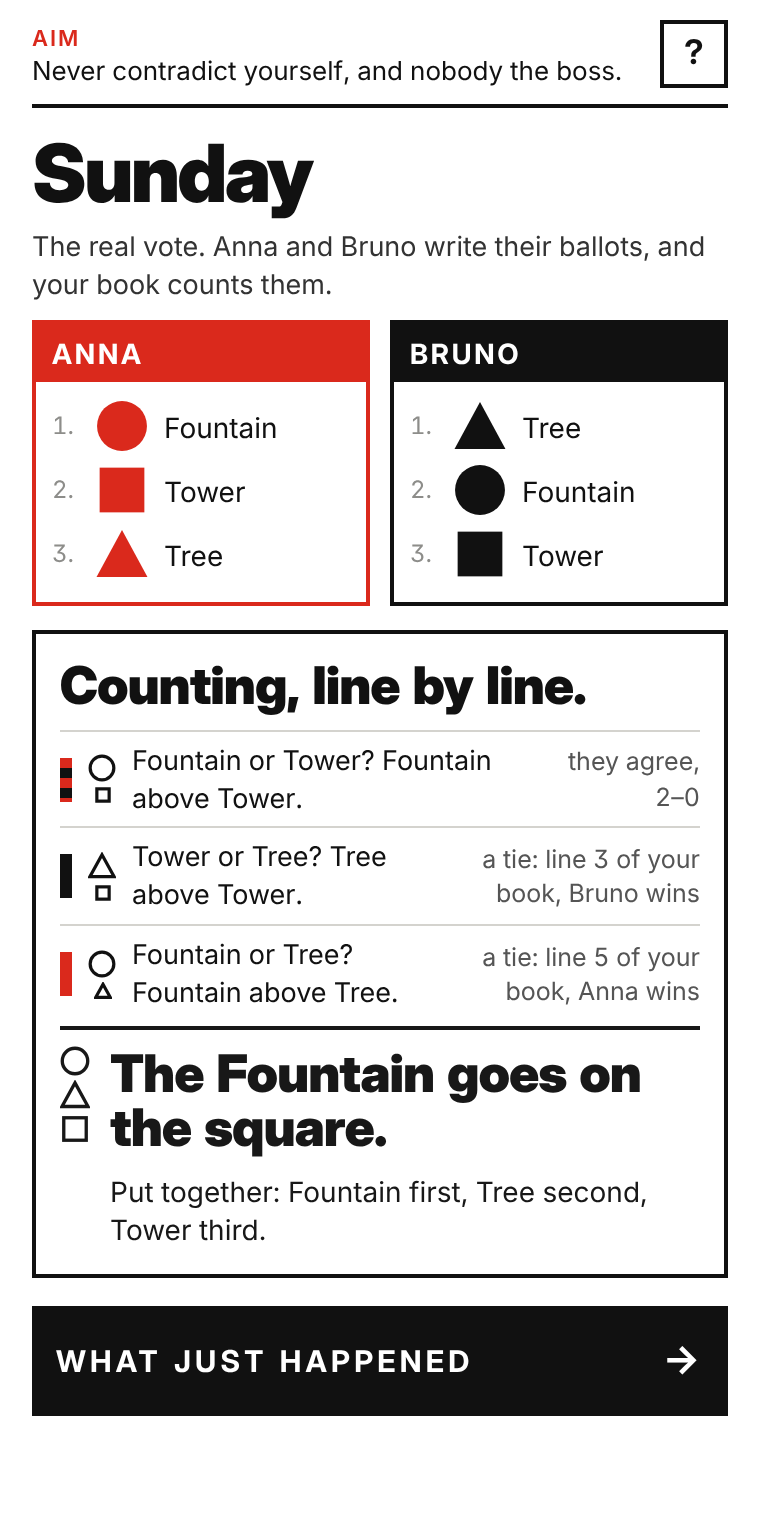 AIM
Never contradict yourself, and nobody the boss.
?
Sunday
The real vote. Anna and Bruno write their ballots, and
your book counts them.
ANNA
1. Fountain
2. Tower
3. Tree
BRUNO
1. Tree
2. Fountain
3. Tower
Counting, line by line.
Fountain or Tower? Fountain
above Tower.
they agree,
2–0
Tower or Tree? Tree
above Tower.
a tie: line 3 of your
book, Bruno wins
Fountain or Tree?
Fountain above Tree.
a tie: line 5 of your
book, Anna wins
The Fountain goes on
the square.
Put together: Fountain first, Tree second,
Tower third.
WHAT JUST HAPPENED →